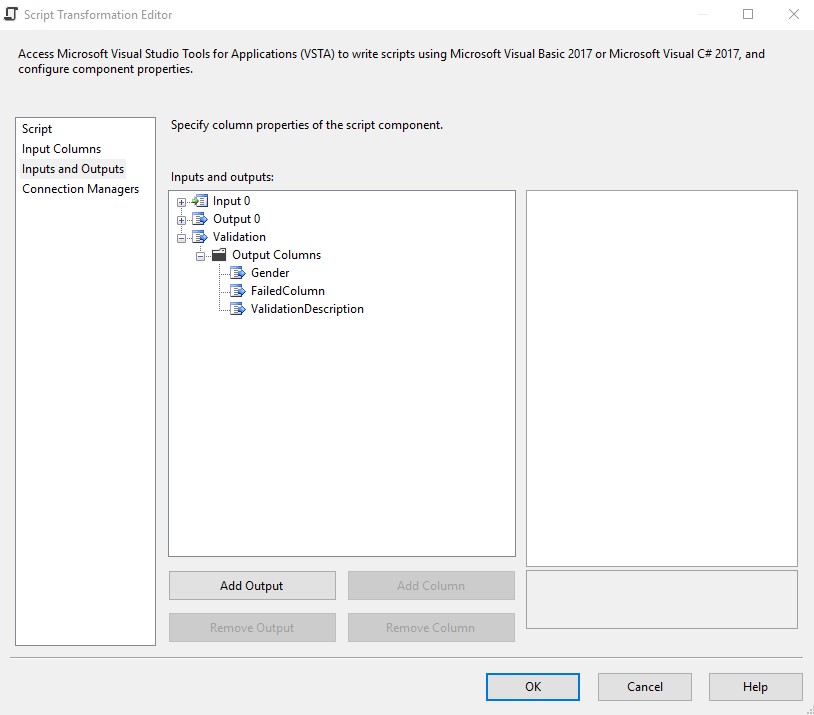 Script Transformation Editor
Access Microsoft Visual Studio Tools for Applications (VSTA) to write scripts using Microsoft Visual Basic 2017 or Microsoft Visual C# 2017, and
configure component properties.
Script
Input Columns
Inputs and Outputs
Connection Managers
Specify column properties of the script component.
Inputs and outputs:
Input 0
Output 0
Validation
Output Columns
Gender
FailedColumn
ValidationDescription
Add Output
Add Column
Remove Output
Remove Column
OK
Cancel
Help